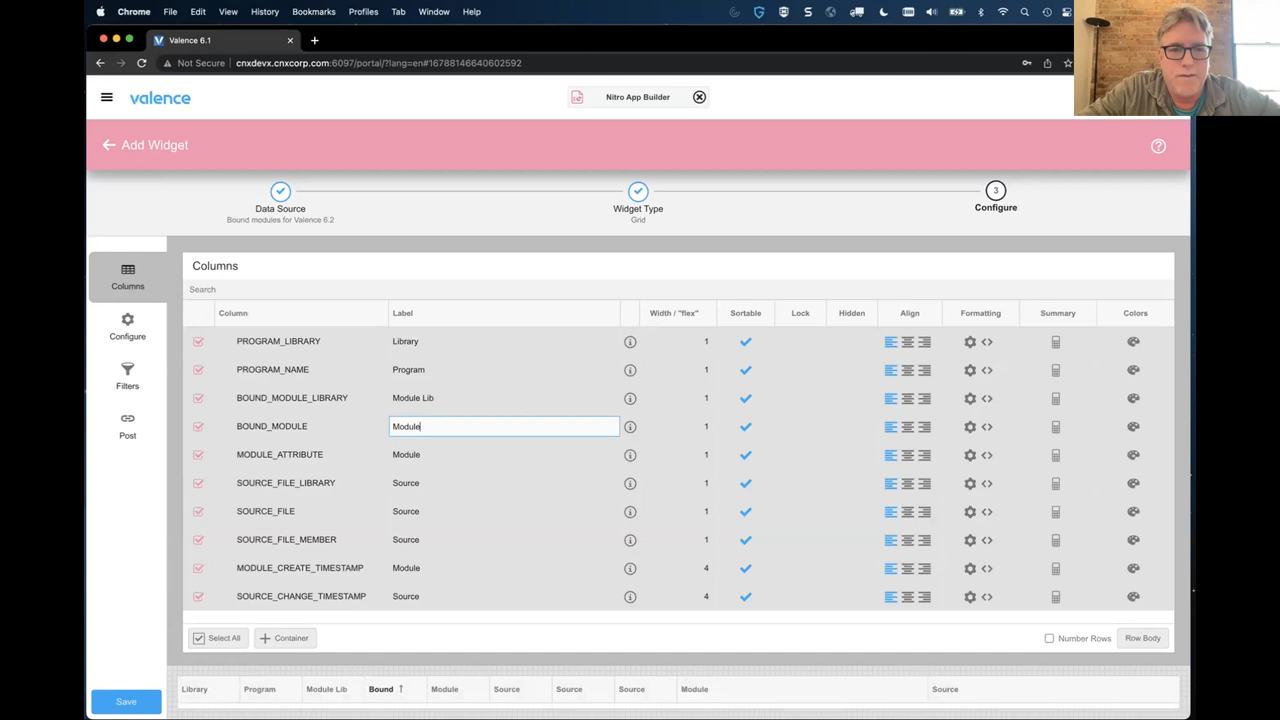 Chrome File Edit View History Bookmarks Profiles Tab Window Help
Valence 6.1
Not Secure cnxdevx.cnxcorp.com:6097/portal/?lang=en#16788146640602592
valence
Nitro App Builder
Add Widget
3
Data Source Widget Type Configure
Bound modules for Valence 6.2 Grid
Columns
Columns
Search
Column Label Width / "flex" Sortable Lock Hidden Align Formatting Summary Colors
PROGRAM_LIBRARY Library 1
Configure
PROGRAM_NAME Program 1
Filters
BOUND_MODULE_LIBRARY Module Lib 1
BOUND_MODULE Module 1
Post
MODULE_ATTRIBUTE Module 1
SOURCE_FILE_LIBRARY Source 1
SOURCE_FILE Source 1
SOURCE_FILE_MEMBER Source 1
MODULE_CREATE_TIMESTAMP Module 4
SOURCE_CHANGE_TIMESTAMP Source 4
Select All Container Number Rows Row Body
Library Program Module Lib Bound ↑ Module Source Source Source Module Source
Save